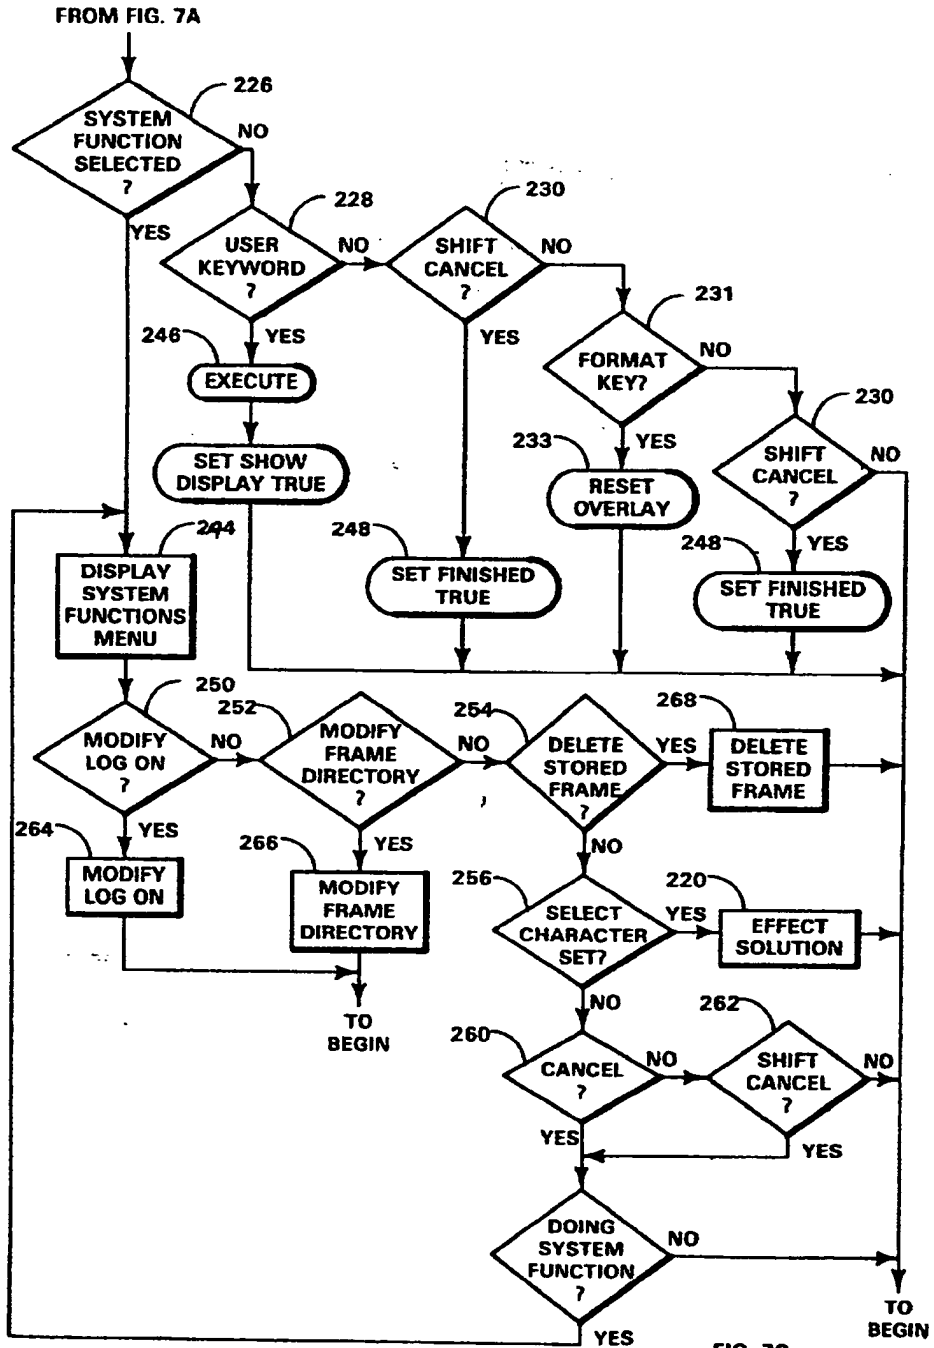 FROM FIG. 7A
226
SYSTEM
FUNCTION
SELECTED
?
NO
YES
228
USER
KEYWORD
?
NO
YES
230
SHIFT
CANCEL
?
NO
YES
231
FORMAT
KEY?
NO
YES
230
SHIFT
CANCEL
?
NO
YES
246
EXECUTE
SET SHOW
DISPLAY TRUE
233
RESET
OVERLAY
248
SET FINISHED
TRUE
248
SET FINISHED
TRUE
244
DISPLAY
SYSTEM
FUNCTIONS
MENU
250
MODIFY
LOG ON
?
NO
YES
252
MODIFY
FRAME
DIRECTORY
?
NO
YES
254
DELETE
STORED
FRAME
?
YES
NO
268
DELETE
STORED
FRAME
264
MODIFY
LOG ON
266
MODIFY
FRAME
DIRECTORY
TO
BEGIN
256
SELECT
CHARACTER
SET?
YES
NO
220
EFFECT
SOLUTION
260
CANCEL
?
NO
YES
262
SHIFT
CANCEL
?
NO
YES
DOING
SYSTEM
FUNCTION
?
NO
YES
TO
BEGIN